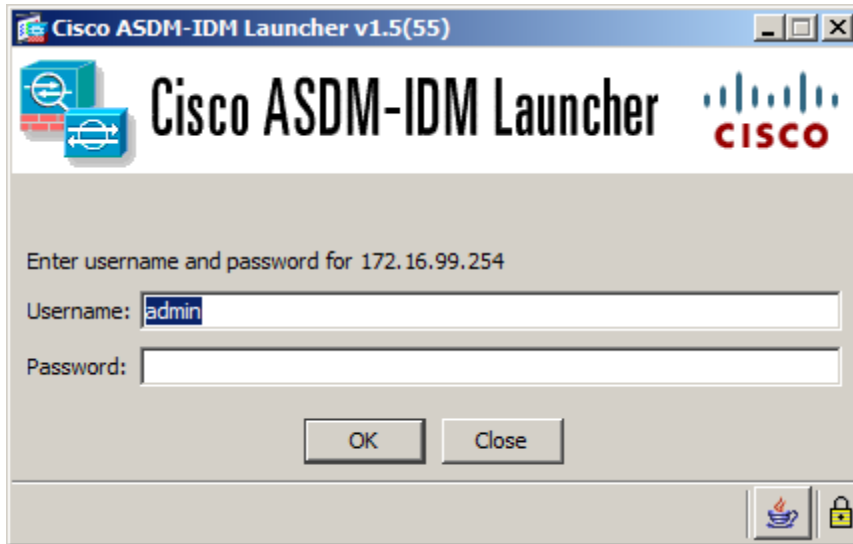 Cisco ASDM-IDM Launcher v1.5(55)
Cisco ASDM-IDM Launcher
CISCO
Enter username and password for 172.16.99.254
Username: admin
Password:
OK Close